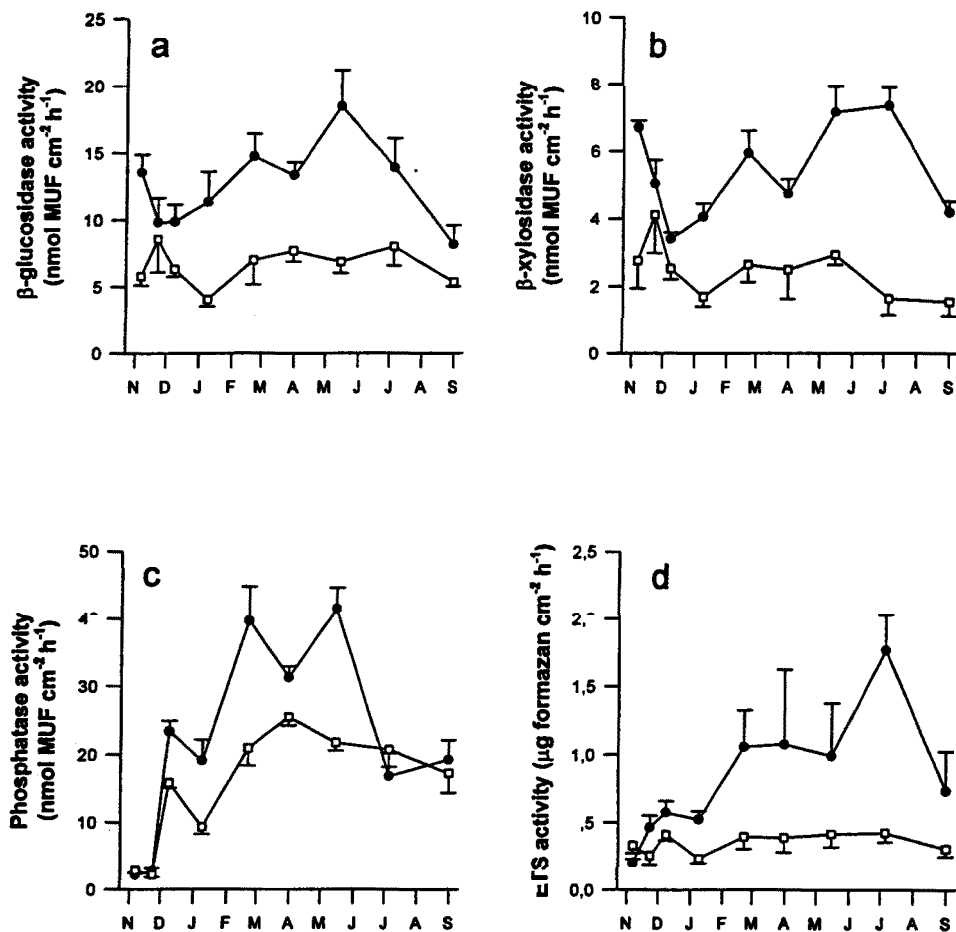 a
β-glucosidase activity
(nmol MUF cm⁻² h⁻¹)
25
20
15
10
5
0
N D J F M A M J J A S
b
β-xylosidase activity
(nmol MUF cm⁻² h⁻¹)
10
8
6
4
2
0
N D J F M A M J J A S
c
Phosphatase activity
(nmol MUF cm⁻² h⁻¹)
50
30
20
10
0
N D J F M A M J J A S
d
activity (µg formazan cm⁻² h⁻¹)
2,5
1,5
1,0
,5
0,0
N D J F M A M J J A S